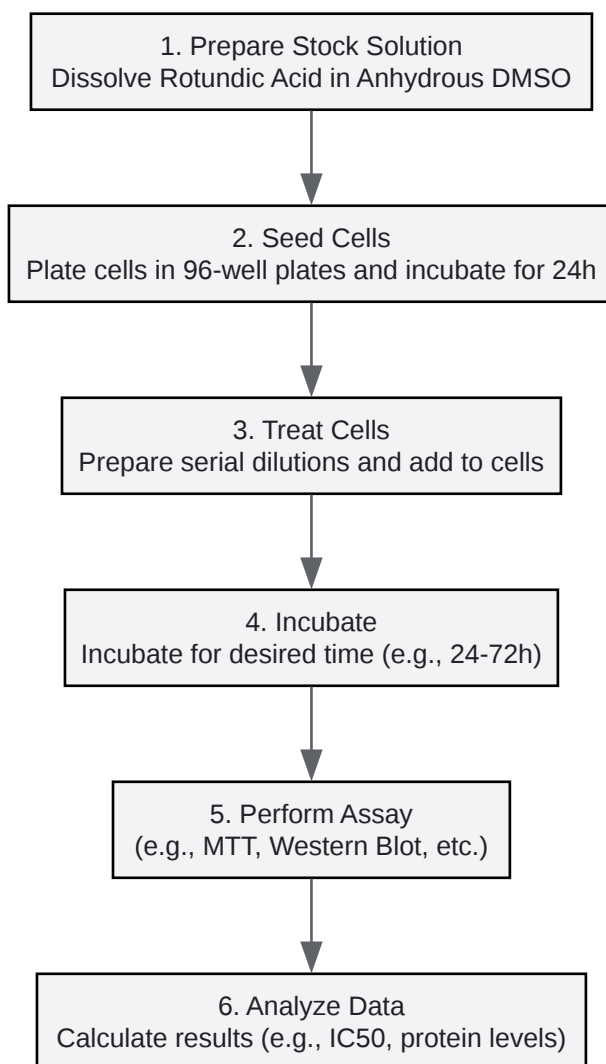 1. Prepare Stock Solution
Dissolve Rotundic Acid in Anhydrous DMSO
2. Seed Cells
Plate cells in 96-well plates and incubate for 24h
3. Treat Cells
Prepare serial dilutions and add to cells
4. Incubate
Incubate for desired time (e.g., 24-72h)
5. Perform Assay
(e.g., MTT, Western Blot, etc.)
6. Analyze Data
Calculate results (e.g., IC50, protein levels)